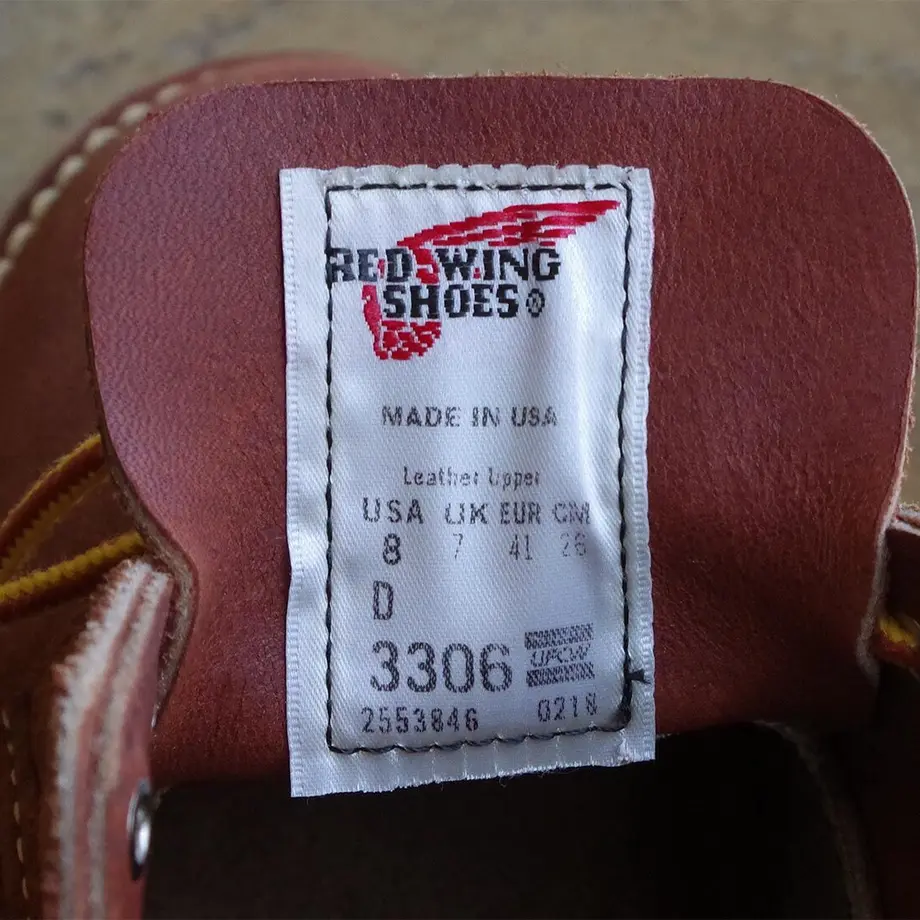 RED WING
SHOES®
MADE IN USA
Leather Upper
USA UK EUR CM
8 7 41 26
D
3306 UFCW
2553846 0218